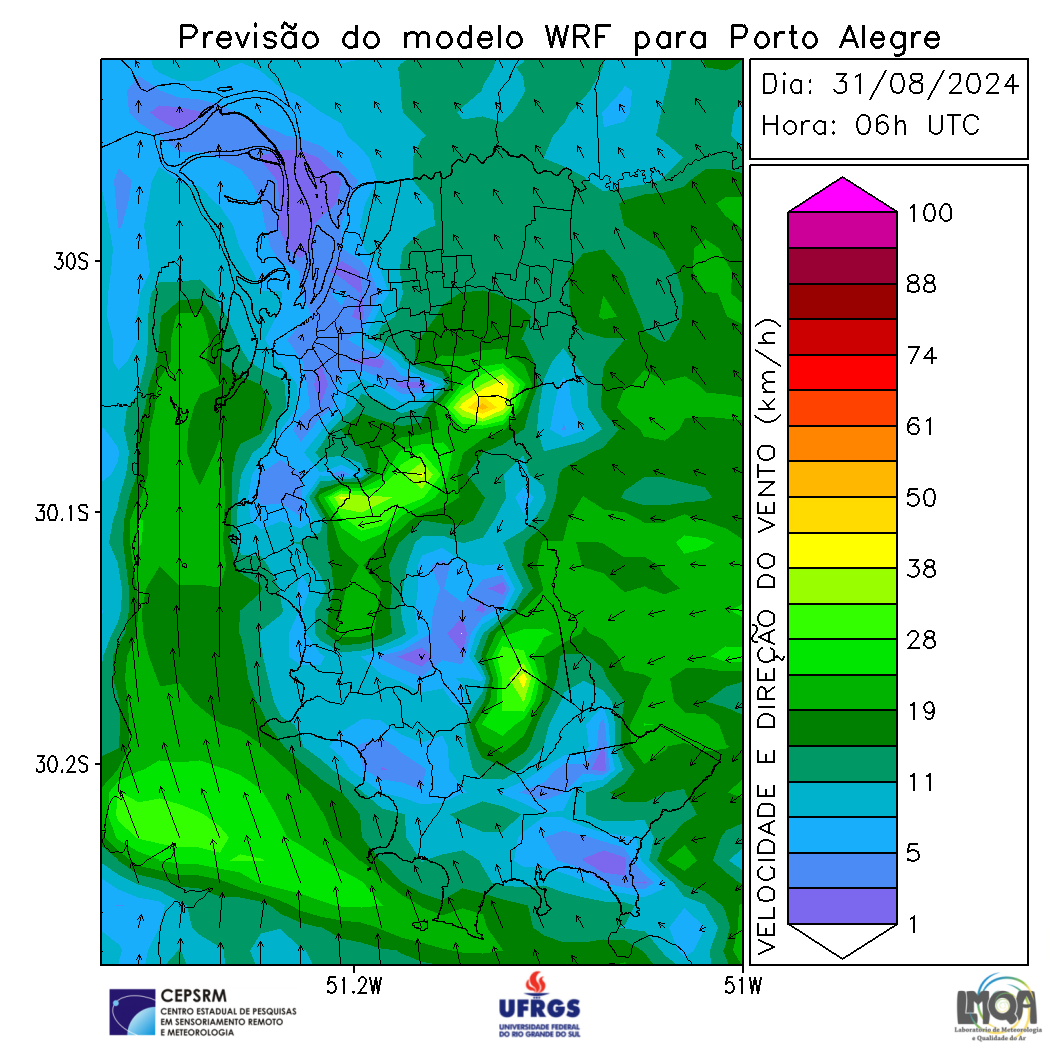 Previsão do modelo WRF para Porto Alegre
Dia: 31/08/2024
Hora: 06h UTC
30S
30.1S
30.2S
51.2W
51W
VELOCIDADE E DIREÇÃO DO VENTO (km/h)
100
88
74
61
50
38
28
19
11
5
1
CEPSRM
CENTRO ESTADUAL DE PESQUISAS
EM SENSORIAMENTO REMOTO
E METEOROLOGIA
UFRGS
UNIVERSIDADE FEDERAL
DO RIO GRANDE DO SUL
LMQA
Laboratório de Meteorologia
e Qualidade do Ar